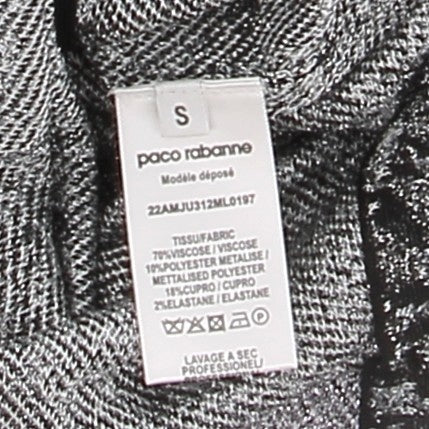 S
paco rabanne
Modèle déposé
22AMJU312ML0197
TISSU/FABRIC
70%VISCOSE / VISCOSE
10%POLYESTER METALISE /
METTALISED POLYESTER
18%CUPRO / CUPRO
2%ELASTANE / ELASTANE
P
LAVAGE A SEC
PROFESSIONNEL